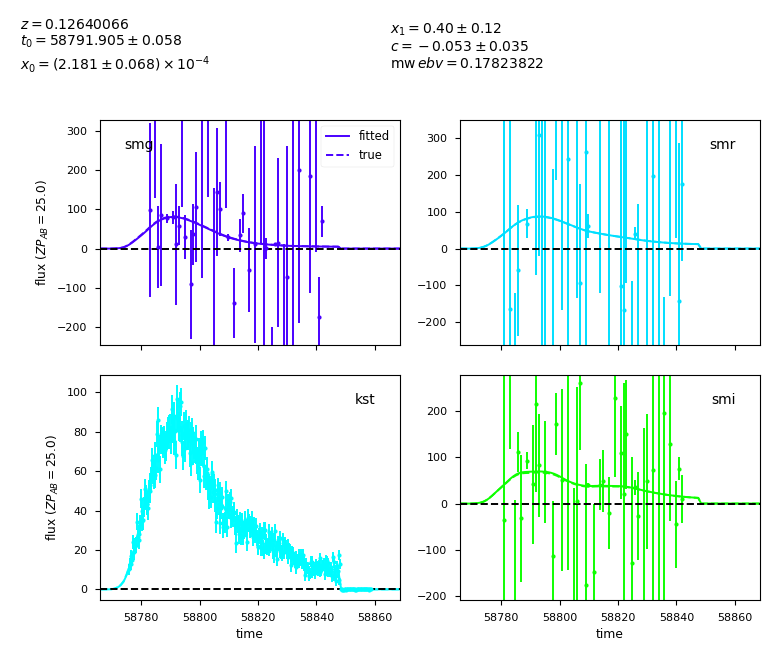 z = 0.12640066
t₀ = 58791.905 ± 0.058
x₀ = (2.181 ± 0.068) × 10⁻⁴
x₁ = 0.40 ± 0.12
c = −0.053 ± 0.035
mw ebv = 0.17823822
smg
fitted
true
300
200
100
0
−100
−200
flux (ZP_AB = 25.0)
smr
300
200
100
0
−100
−200
kst
100
80
60
40
20
0
flux (ZP_AB = 25.0)
58780 58800 58820 58840 58860
time
smi
200
100
0
−100
−200
58780 58800 58820 58840 58860
time